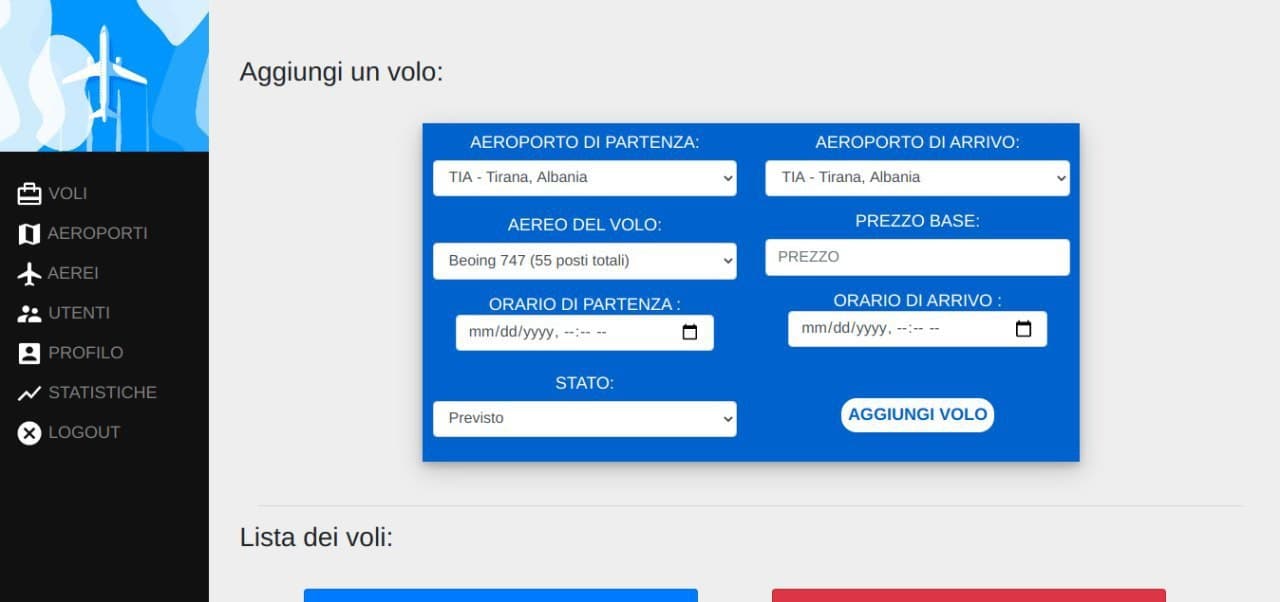 Aggiungi un volo:
AEROPORTO DI PARTENZA: AEROPORTO DI ARRIVO:
TIA - Tirana, Albania TIA - Tirana, Albania
VOLI
AEROPORTI
AEREI
UTENTI
PROFILO
STATISTICHE
LOGOUT
AEREO DEL VOLO: PREZZO BASE:
Beoing 747 (55 posti totali) PREZZO
ORARIO DI PARTENZA : ORARIO DI ARRIVO :
mm/dd/yyyy, --:-- -- mm/dd/yyyy, --:-- --
STATO:
Previsto AGGIUNGI VOLO
Lista dei voli: